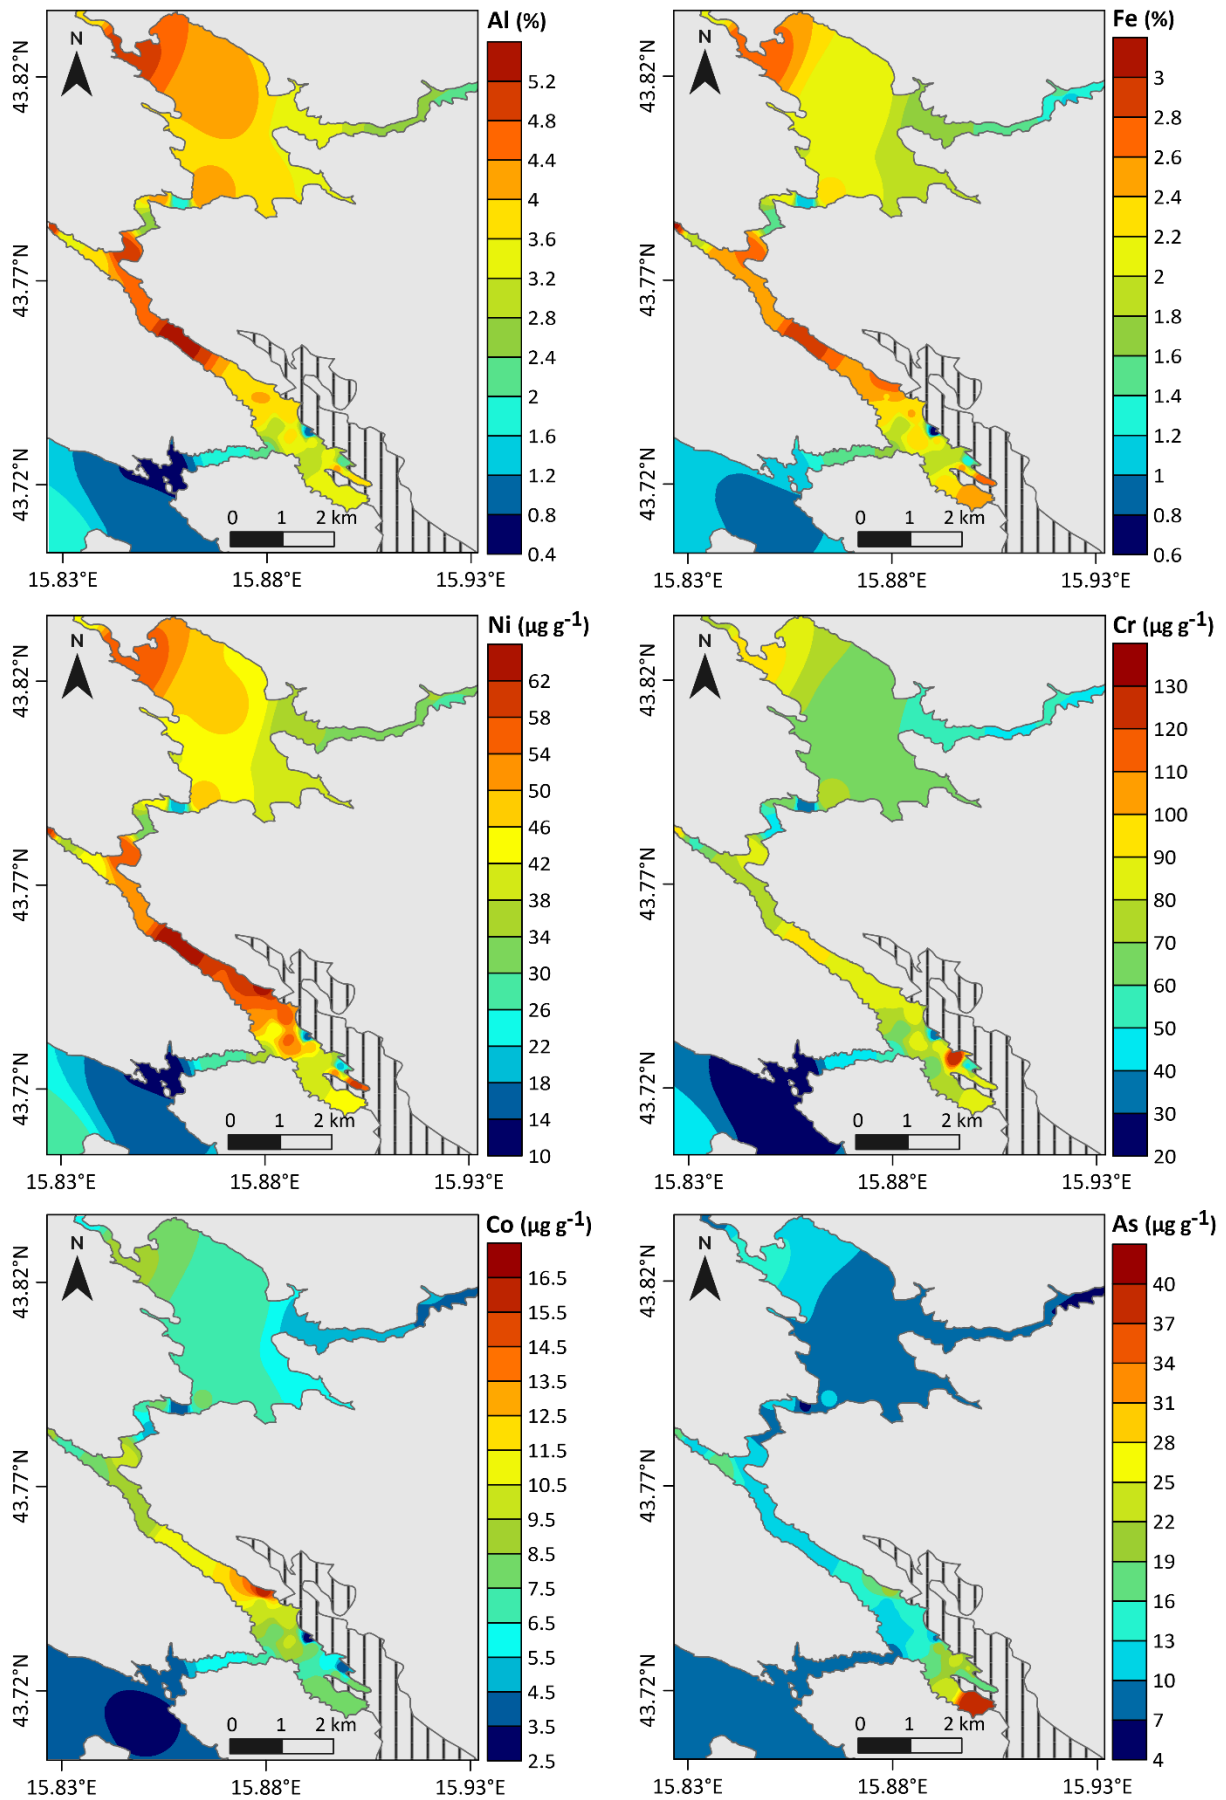 Al (%)
N
43.82°N
43.77°N
43.72°N
5.2
4.8
4.4
4
3.6
3.2
2.8
2.4
2
1.6
1.2
0.8
0.4
0 1 2 km
15.83°E 15.88°E 15.93°E
Fe (%)
N
43.82°N
43.77°N
43.72°N
3
2.8
2.6
2.4
2.2
2
1.8
1.6
1.4
1.2
1
0.8
0.6
0 1 2 km
15.83°E 15.88°E 15.93°E
Ni (µg g⁻¹)
N
43.82°N
43.77°N
43.72°N
62
58
54
50
46
42
38
34
30
26
22
18
14
10
0 1 2 km
15.83°E 15.88°E 15.93°E
Cr (µg g⁻¹)
N
43.82°N
43.77°N
43.72°N
130
120
110
100
90
80
70
60
50
40
30
20
0 1 2 km
15.83°E 15.88°E 15.93°E
Co (µg g⁻¹)
N
43.82°N
43.77°N
43.72°N
16.5
15.5
14.5
13.5
12.5
11.5
10.5
9.5
8.5
7.5
6.5
5.5
4.5
3.5
2.5
0 1 2 km
15.83°E 15.88°E 15.93°E
As (µg g⁻¹)
N
43.82°N
43.77°N
43.72°N
40
37
34
31
28
25
22
19
16
13
10
7
4
0 1 2 km
15.83°E 15.88°E 15.93°E